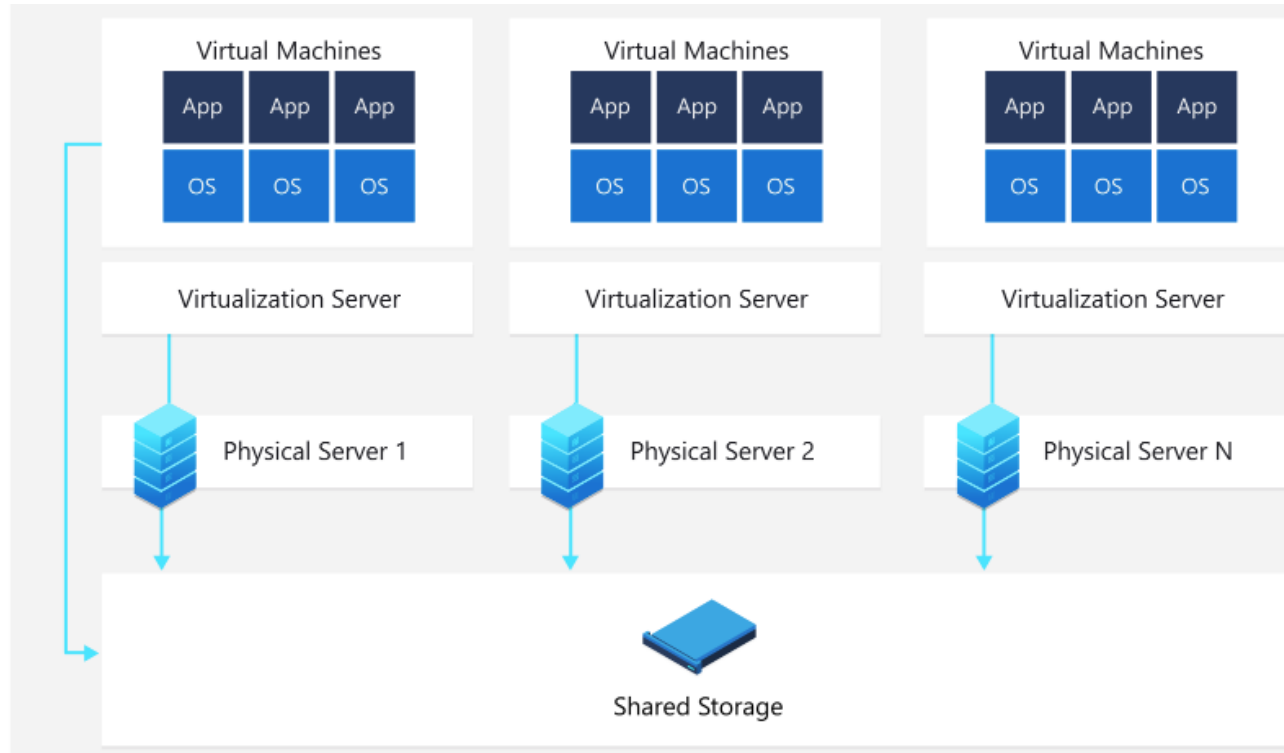 Virtual Machines
App App App
OS OS OS
Virtualization Server
Physical Server 1
Virtual Machines
App App App
OS OS OS
Virtualization Server
Physical Server 2
Virtual Machines
App App App
OS OS OS
Virtualization Server
Physical Server N
Shared Storage